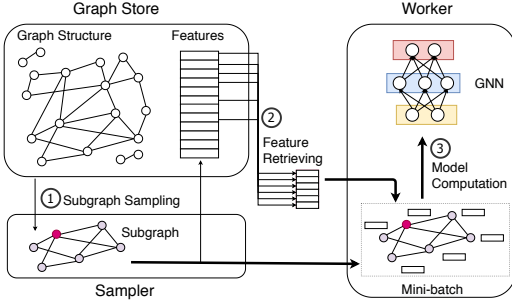 Graph Store
Worker
Graph Structure
Features
GNN
2
Feature
Retrieving
3
Model
Computation
1 Subgraph Sampling
Subgraph
Mini-batch
Sampler